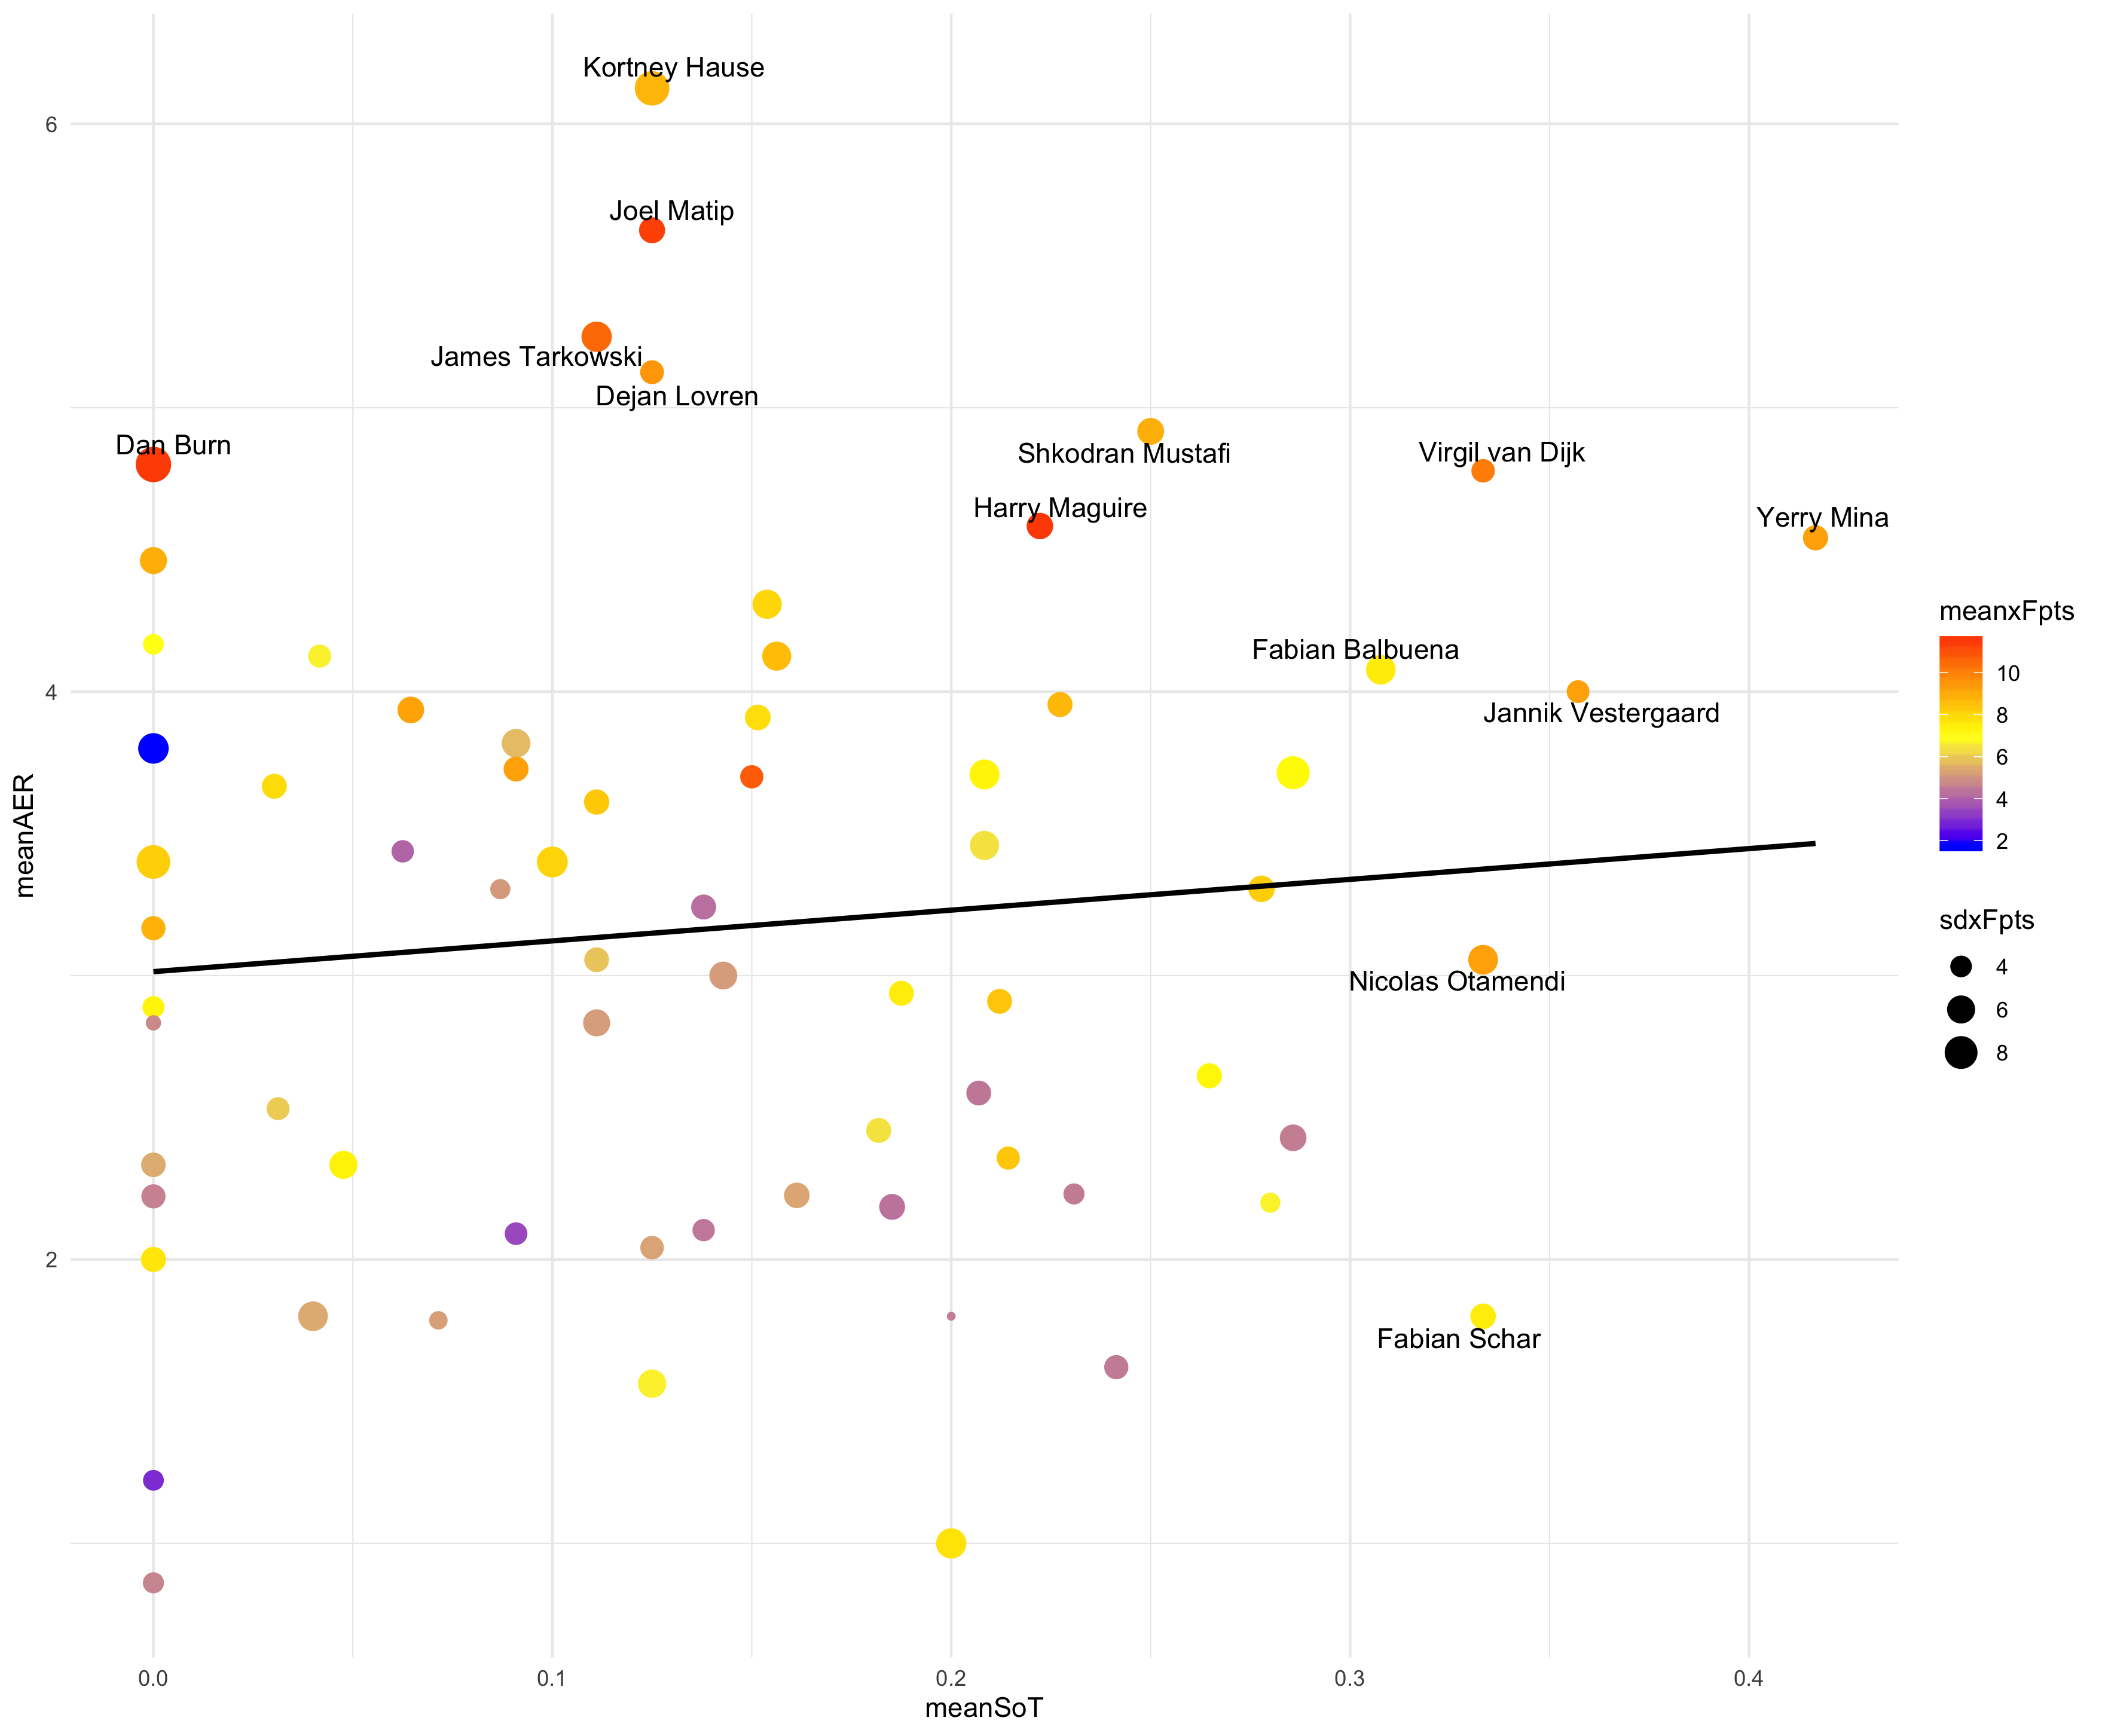 Kortney Hause
6
Joel Matip
James Tarkowski
Dejan Lovren
Dan Burn
Shkodran Mustafi
Virgil van Dijk
Harry Maguire
Yerry Mina
meanxFpts
Fabian Balbuena
10
4
Jannik Vestergaard
8
6
4
2
meanAER
sdxFpts
4
Nicolas Otamendi
6
8
2
Fabian Schar
0.0
0.1
0.2
0.3
0.4
meanSoT